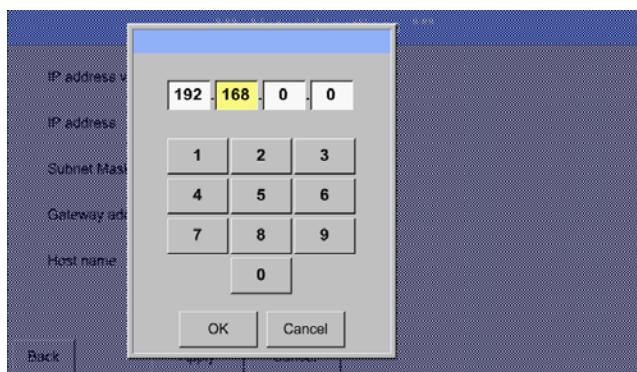 192 . 168 . 0 . 0
IP address v
IP address
1 2 3
Subnet Mask
4 5 6
Gateway add
7 8 9
Host name
0
OK Cancel
Back